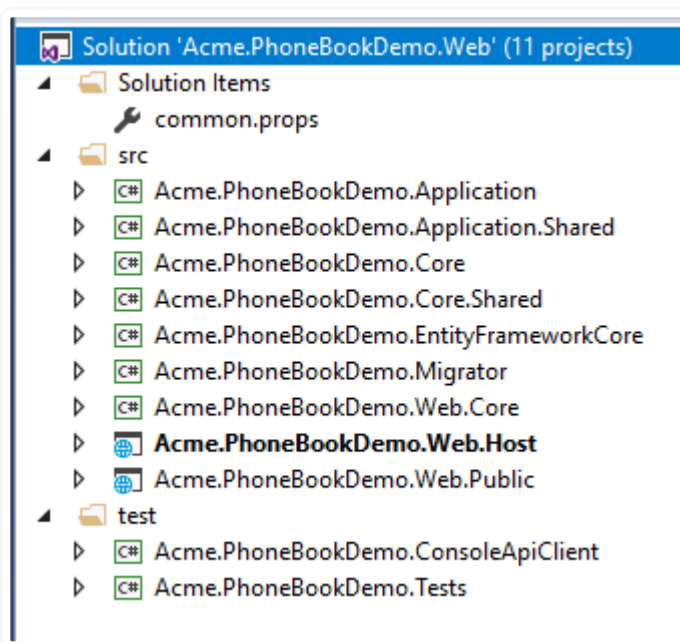 Solution 'Acme.PhoneBookDemo.Web' (11 projects)
Solution Items
common.props
src
C# Acme.PhoneBookDemo.Application
C# Acme.PhoneBookDemo.Application.Shared
C# Acme.PhoneBookDemo.Core
C# Acme.PhoneBookDemo.Core.Shared
C# Acme.PhoneBookDemo.EntityFrameworkCore
C# Acme.PhoneBookDemo.Migrator
C# Acme.PhoneBookDemo.Web.Core
Acme.PhoneBookDemo.Web.Host
Acme.PhoneBookDemo.Web.Public
test
C# Acme.PhoneBookDemo.ConsoleApiClient
C# Acme.PhoneBookDemo.Tests